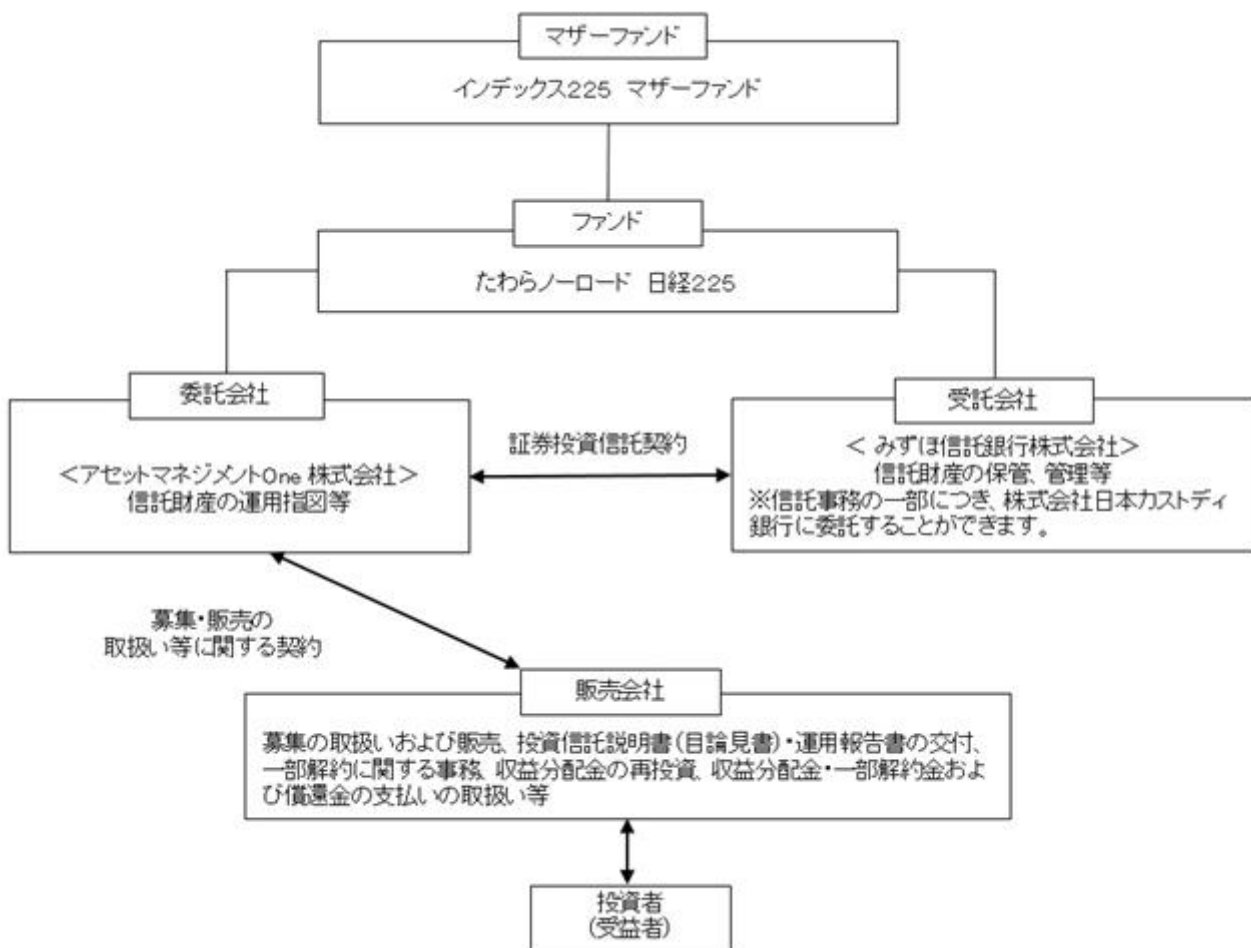 マザーファンド
インデックス225 マザーファンド
ファンド
たわらノーロード 日経225
委託会社
<アセットマネジメントOne 株式会社>
信託財産の運用指図等
証券投資信託契約
受託会社
< みずほ信託銀行株式会社>
信託財産の保管、管理等
※信託事務の一部につき、株式会社日本カストディ
銀行に委託することができます。
募集・販売の
取扱い等に関する契約
販売会社
募集の取扱いおよび販売、投資信託説明書(目論見書)・運用報告書の交付、
一部解約に関する事務、収益分配金の再投資、収益分配金・一部解約金およ
び償還金の支払いの取扱い等
投資者
(受益者)